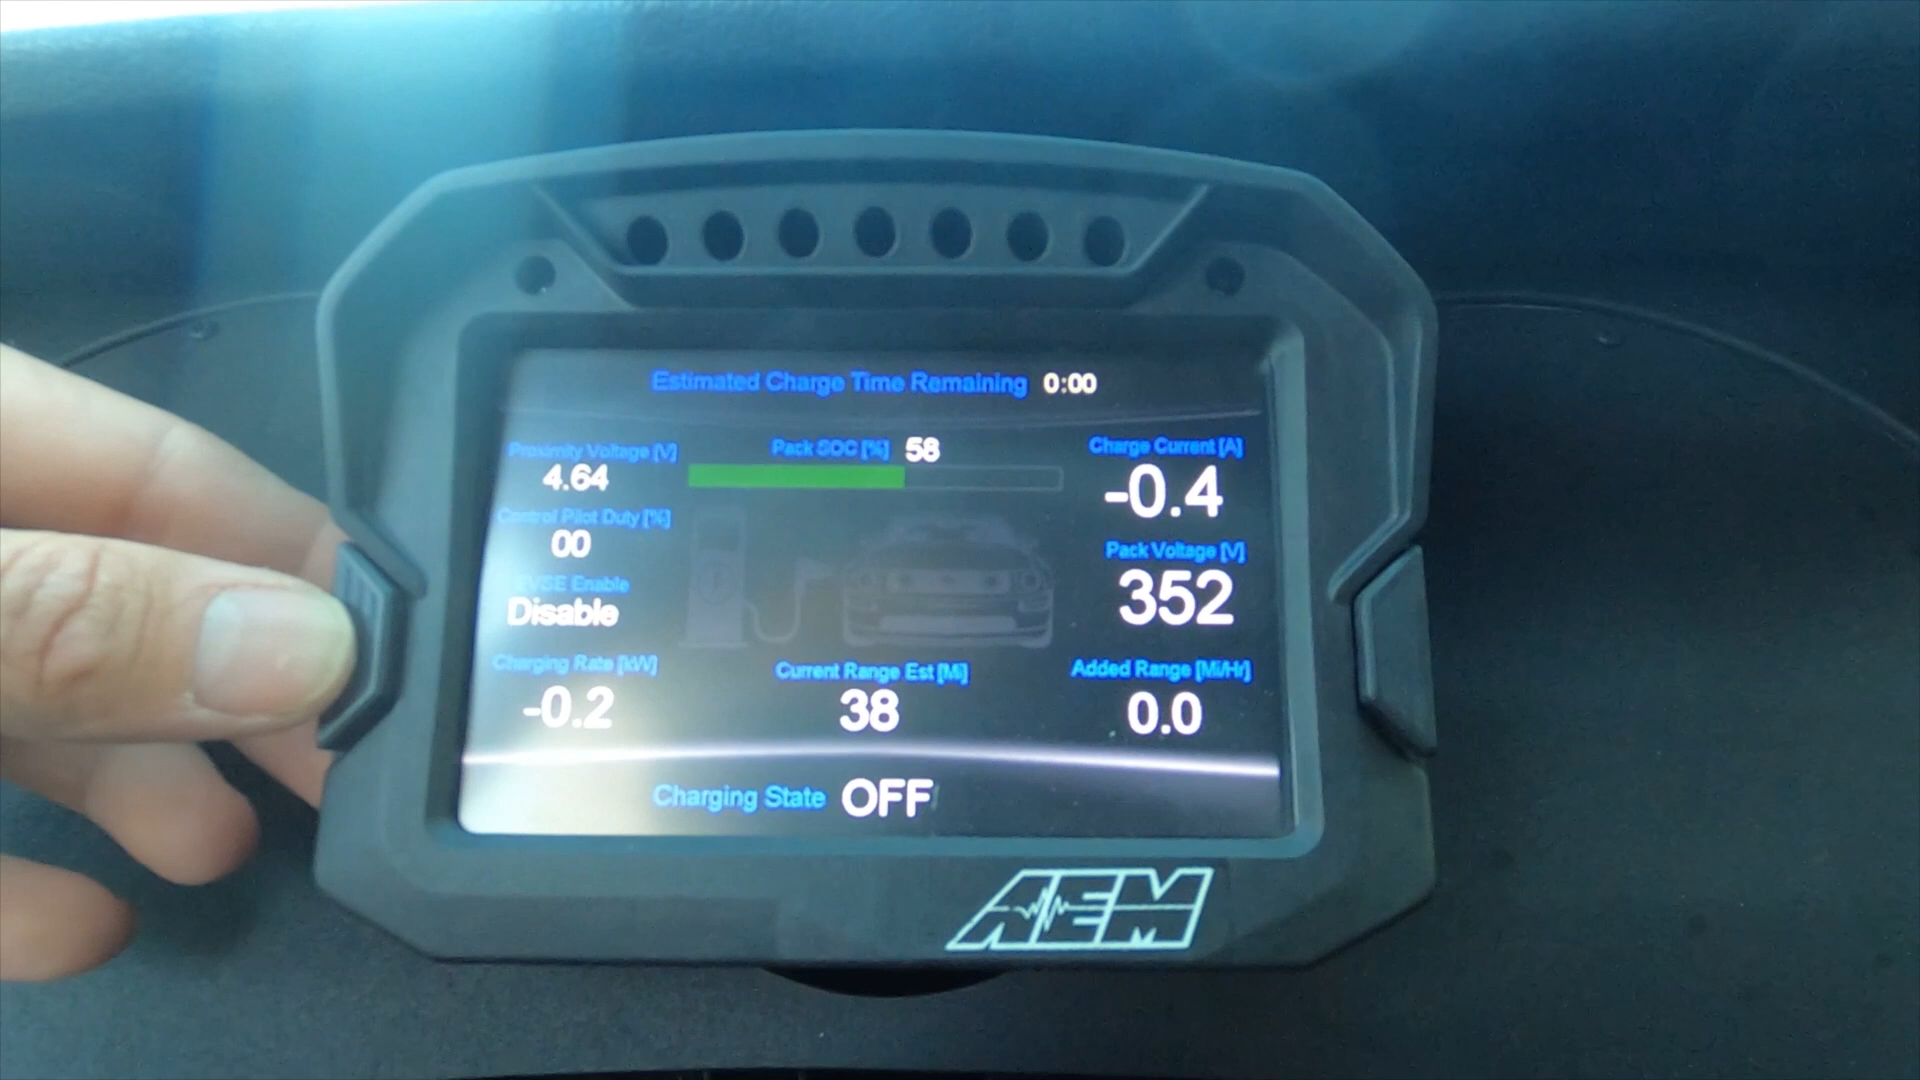 Estimated Charge Time Remaining 0:00
Proximity Voltage [V]
4.64
Pack SOC [%] 58
Charge Current [A]
-0.4
Control Pilot Duty [%]
00
Pack Voltage [V]
352
EVSE Enable
Disable
Charging Rate [kW]
-0.2
Current Range Est [Mi]
38
Added Range [Mi/Hr]
0.0
Charging State OFF
AEM